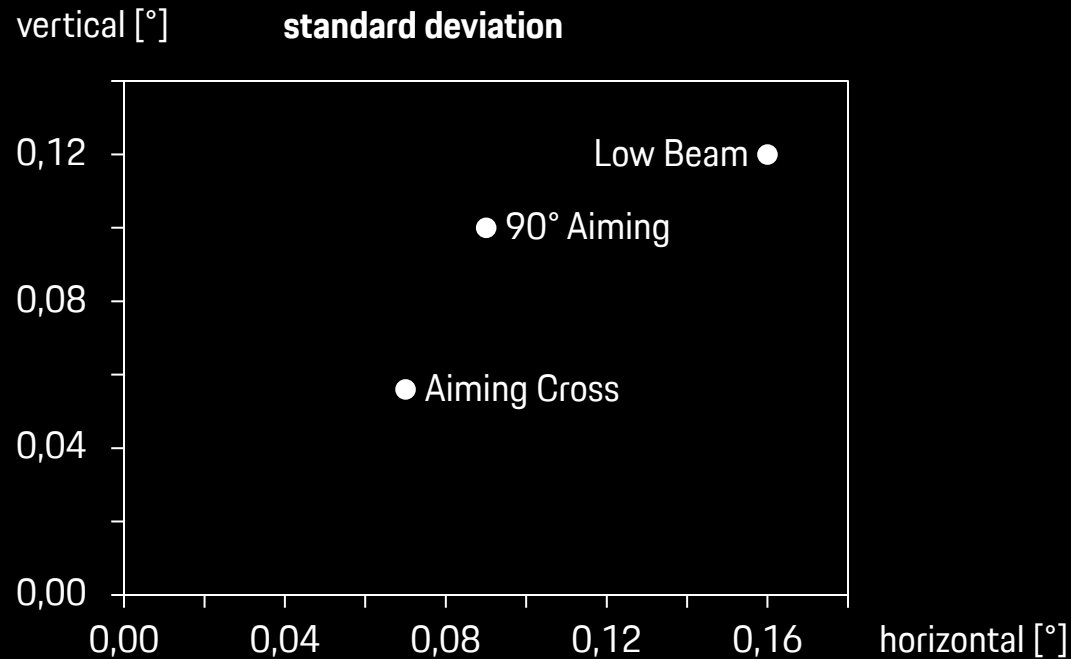 vertical [°]
standard deviation
0,12
Low Beam
90° Aiming
0,08
Aiming Cross
0,04
0,00
0,00
0,04
0,08
0,12
0,16
horizontal [°]